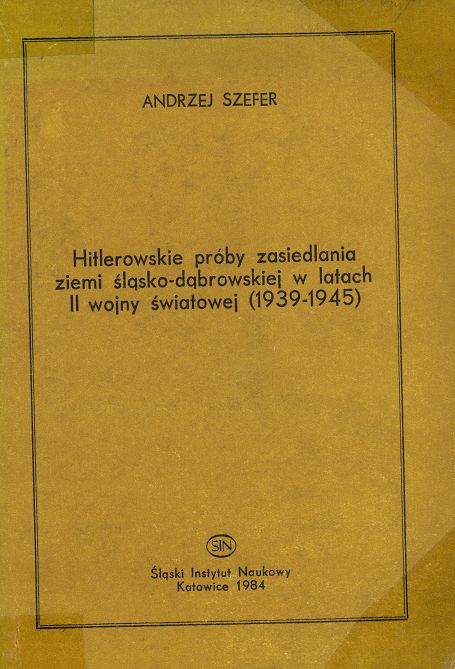 ANDRZEJ SZEFER
Hitlerowskie próby zasiedlania
ziemi śląsko-dąbrowskiej w latach
II wojny światowej (1939-1945)
ŚIN
Śląski Instytut Naukowy
Katowice 1984